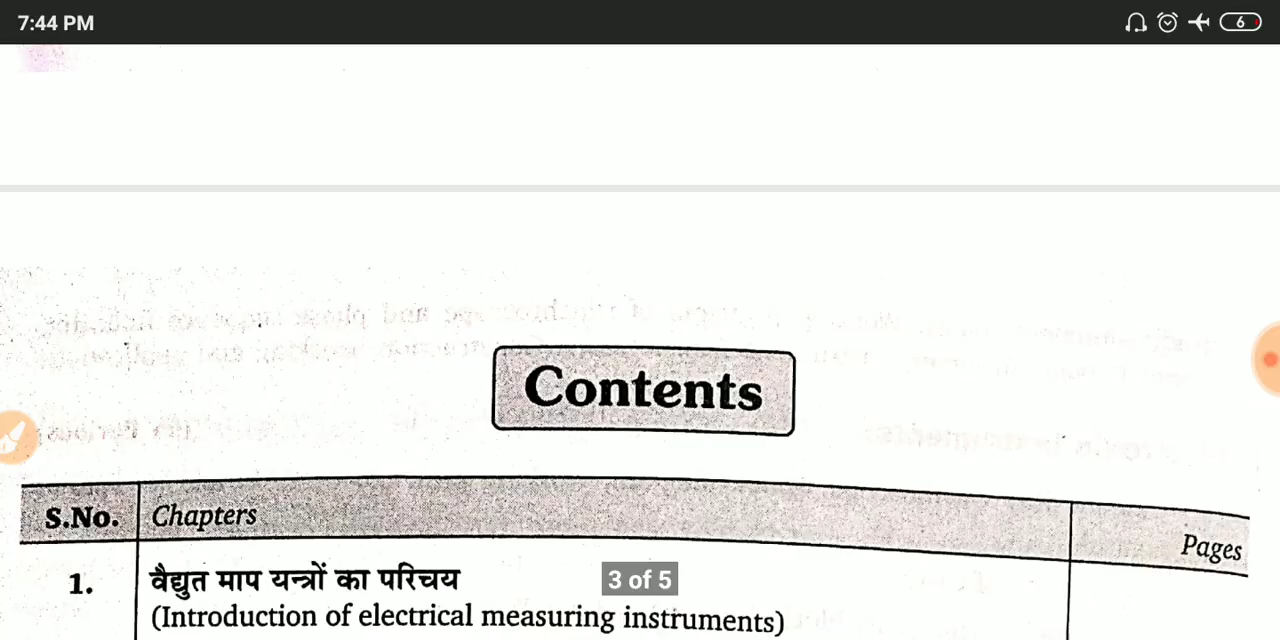 7:44 PM
6
Contents
S.No. Chapters Pages
1. वैद्युत माप यन्त्रों का परिचय
3 of 5
(Introduction of electrical measuring instruments)